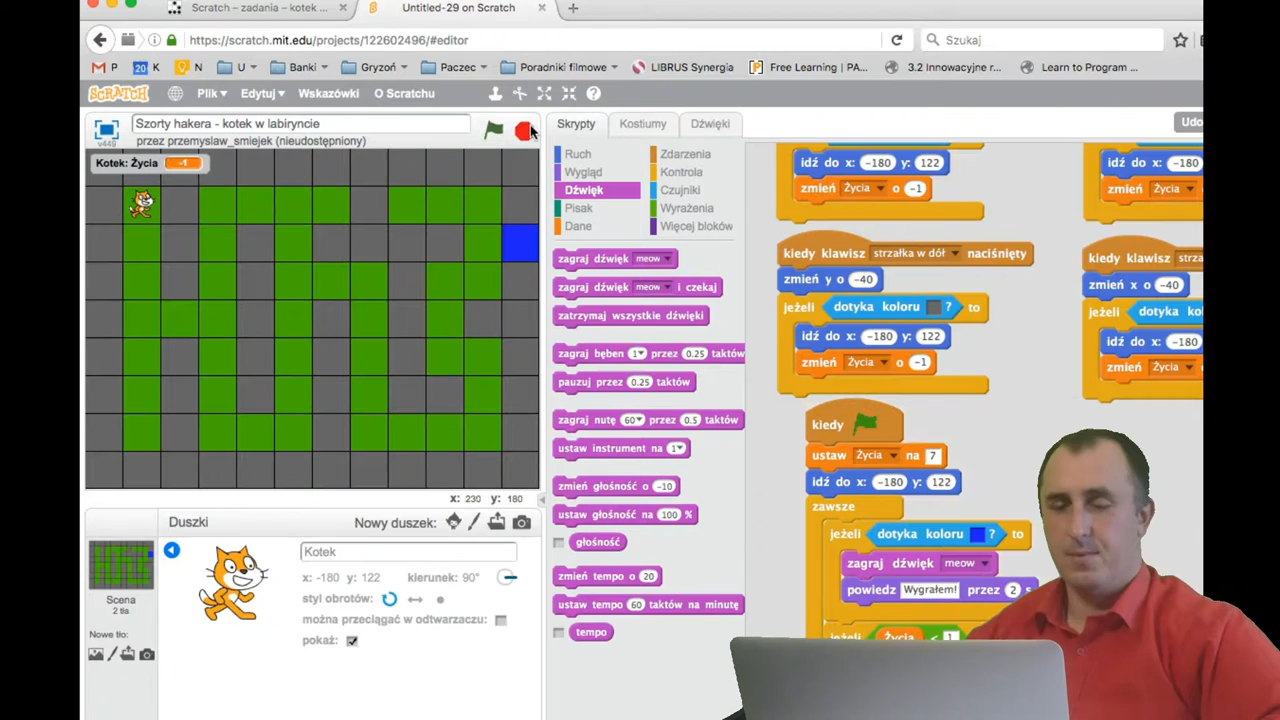 Scratch – zadania – kotek ...
Untitled-29 on Scratch
https://scratch.mit.edu/projects/122602496/#editor
Szukaj
P
20 K
N
U
Banki
Gryzoń
Paczec
Poradniki filmowe
LIBRUS Synergia
Free Learning | PA...
3.2 Innowacyjne r...
Learn to Program ...
SCRATCH
Plik
Edytuj
Wskazówki
O Scratchu
Szorty hakera - kotek w labiryncie
v449
przez przemyslaw_smiejek (nieudostępniony)
Kotek: Życia -1
x: 230 y: 180
Duszki
Nowy duszek:
Scena
2 tła
Nowe tło:
Kotek
x: -180 y: 122 kierunek: 90°
styl obrotów:
można przeciągać w odtwarzaczu:
pokaż:
Skrypty
Kostiumy
Dźwięki
Udo
Ruch
Zdarzenia
Wygląd
Kontrola
Dźwięk
Czujniki
Pisak
Wyrażenia
Dane
Więcej bloków
zagraj dźwięk meow
zagraj dźwięk meow i czekaj
zatrzymaj wszystkie dźwięki
zagraj bęben 1 przez 0.25 taktów
pauzuj przez 0.25 taktów
zagraj nutę 60 przez 0.5 taktów
ustaw instrument na 1
zmień głośność o -10
ustaw głośność na 100 %
głośność
zmień tempo o 20
ustaw tempo 60 taktów na minutę
tempo
idź do x: -180 y: 122
zmień Życia o -1
kiedy klawisz strzałka w dół naciśnięty
zmień y o -40
jeżeli dotyka koloru ? to
idź do x: -180 y: 122
zmień Życia o -1
kiedy
ustaw Życia na 7
idź do x: -180 y: 122
zawsze
jeżeli dotyka koloru ? to
zagraj dźwięk meow
powiedz Wygrałem! przez 2 s
jeżeli Życia < 1
idź do x: -180
zmień Życia
kiedy klawisz strza
zmień x o -40
jeżeli dotyka ko
idź do x: -180
zmień Życia